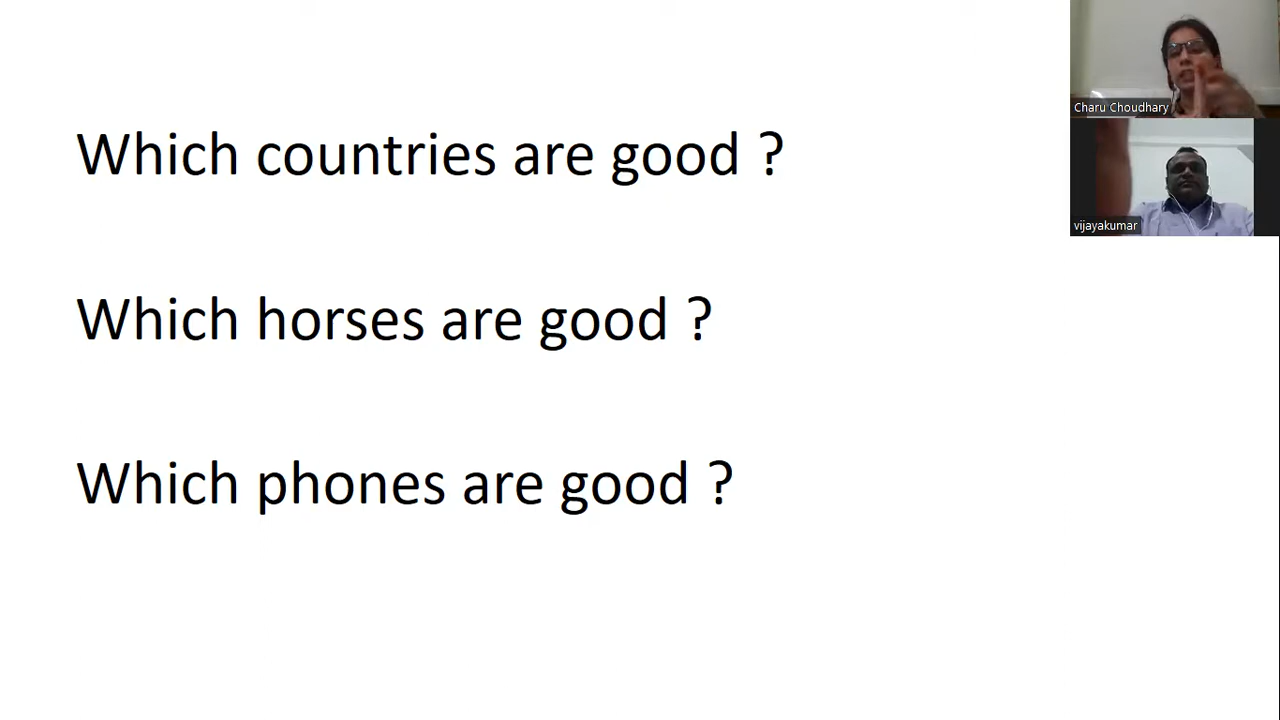 Which countries are good ?
Which horses are good ?
Which phones are good ?
Charu Choudhary
vijayakumar